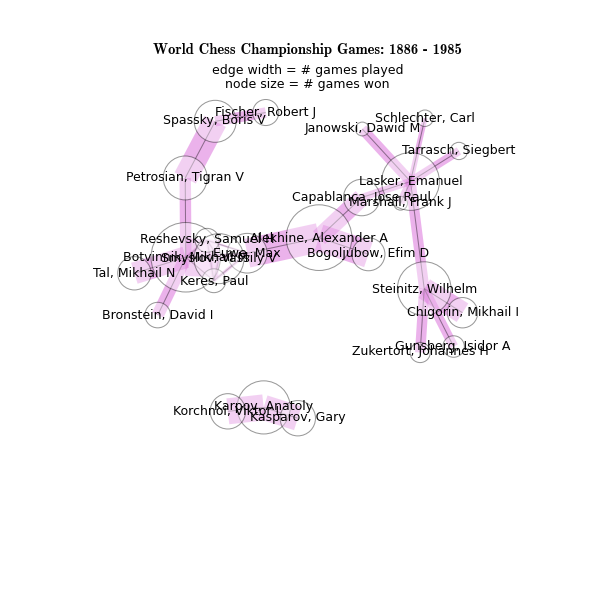 World Chess Championship Games: 1886 - 1985
edge width = # games played
node size = # games won
Fischer, Robert J
Spassky, Boris V
Schlechter, Carl
Janowski, Dawid M
Tarrasch, Siegbert
Petrosian, Tigran V
Lasker, Emanuel
Capablanca, Jose Raul
Marshall, Frank J
Reshevsky, Samuel H
Alekhine, Alexander A
Euwe, Max
Bogoljubow, Efim D
Botvinnik, Mikhail M
Smyslov, Vassily V
Tal, Mikhail N
Keres, Paul
Steinitz, Wilhelm
Bronstein, David I
Chigorin, Mikhail I
Gunsberg, Isidor A
Zukertort, Johannes H
Karpov, Anatoly
Korchnoi, Viktor L
Kasparov, Gary